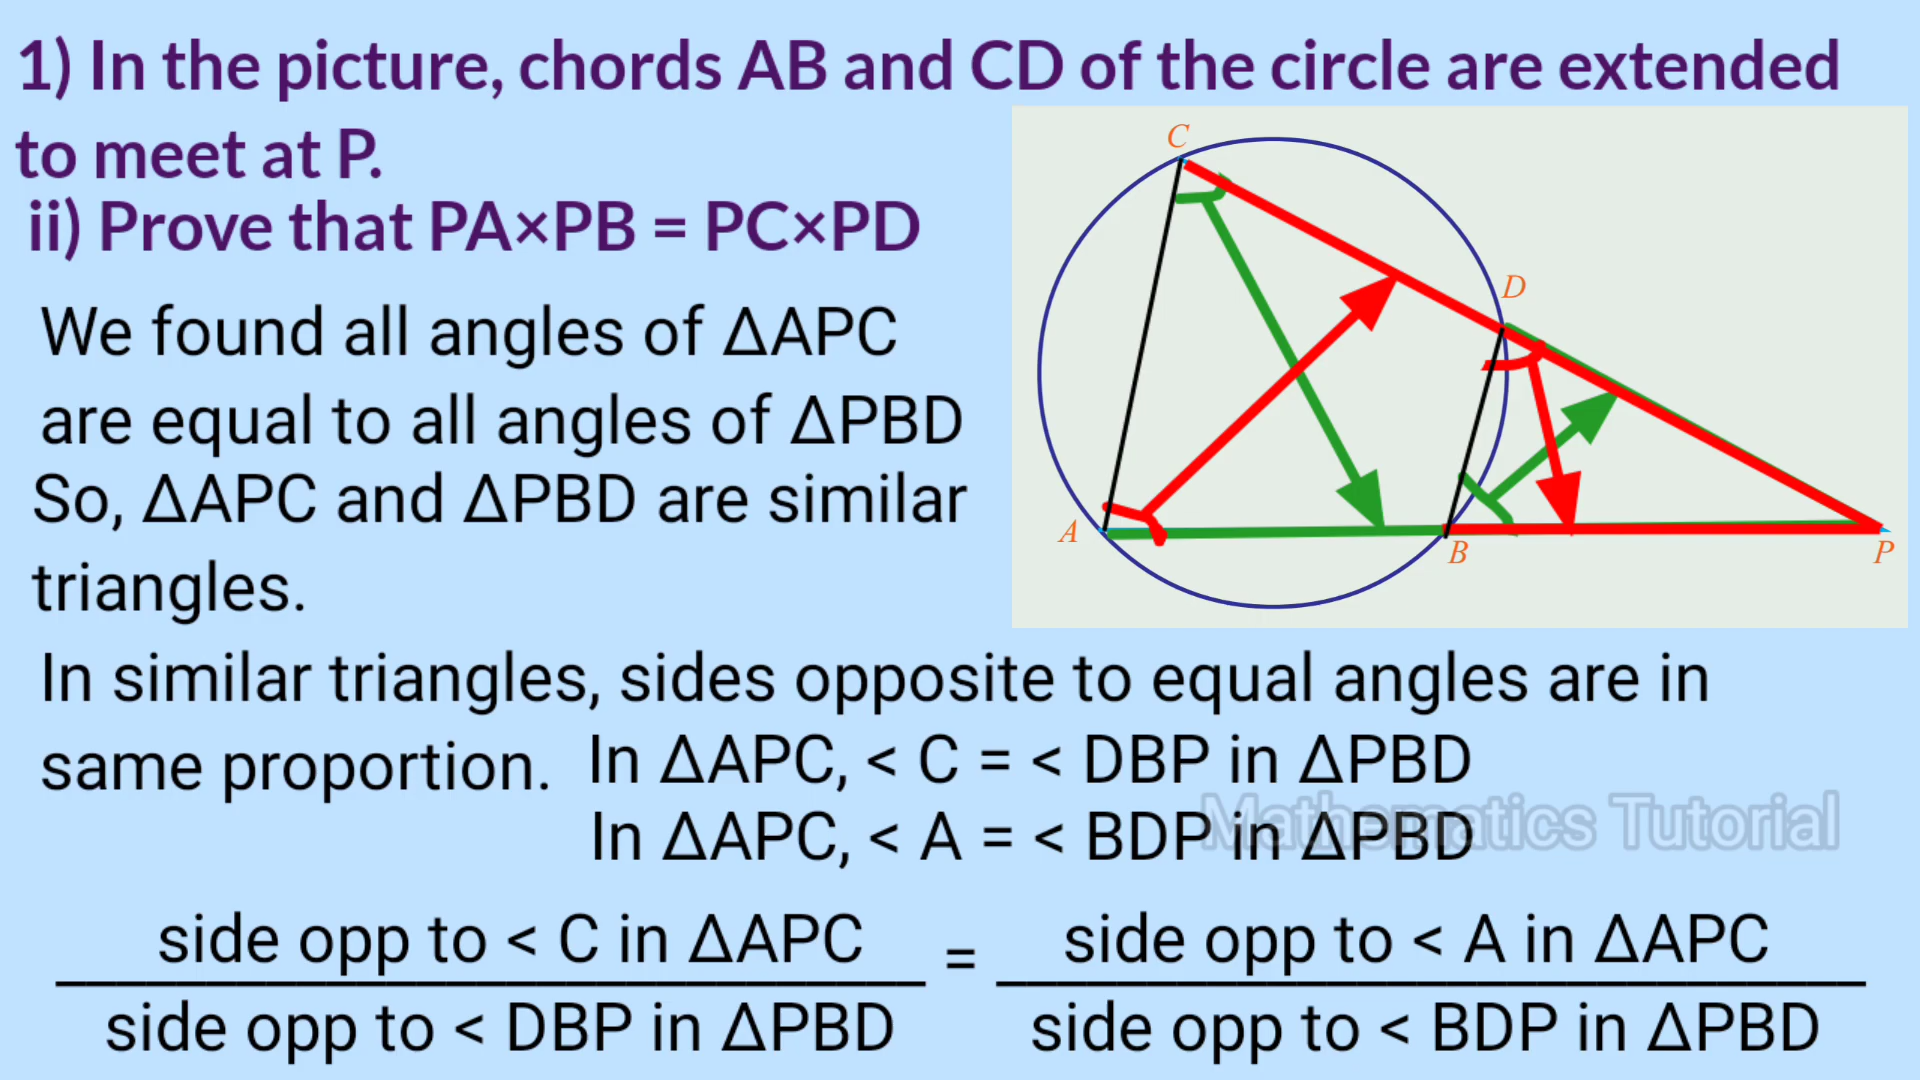 1) In the picture, chords AB and CD of the circle are extended
to meet at P.
ii) Prove that PA×PB = PC×PD
We found all angles of ΔAPC
are equal to all angles of ΔPBD
So, ΔAPC and ΔPBD are similar
triangles.
C
D
A
B
P
In similar triangles, sides opposite to equal angles are in
same proportion.
In ΔAPC, < C = < DBP in ΔPBD
In ΔAPC, < A = < BDP in ΔPBD
Mathematics Tutorial
side opp to < C in ΔAPC = side opp to < A in ΔAPC
side opp to < DBP in ΔPBD side opp to < BDP in ΔPBD